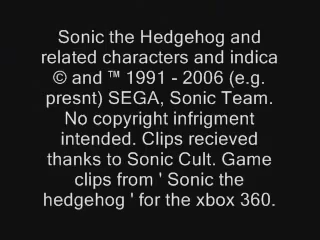 Sonic the Hedgehog and
related characters and indica
© and ™ 1991 - 2006 (e.g.
presnt) SEGA, Sonic Team.
No copyright infrigment
intended. Clips recieved
thanks to Sonic Cult. Game
clips from ' Sonic the
hedgehog ' for the xbox 360.